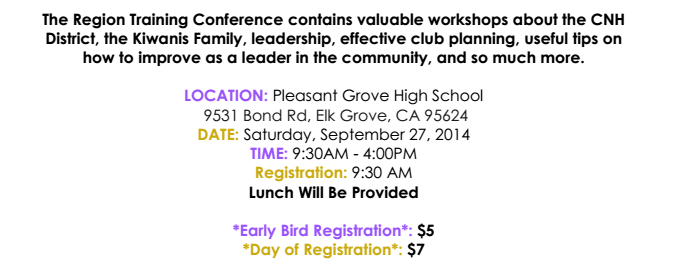 The Region Training Conference contains valuable workshops about the CNH
District, the Kiwanis Family, leadership, effective club planning, useful tips on
how to improve as a leader in the community, and so much more.
LOCATION: Pleasant Grove High School
9531 Bond Rd, Elk Grove, CA 95624
DATE: Saturday, September 27, 2014
TIME: 9:30AM - 4:00PM
Registration: 9:30 AM
Lunch Will Be Provided
*Early Bird Registration*: $5
*Day of Registration*: $7